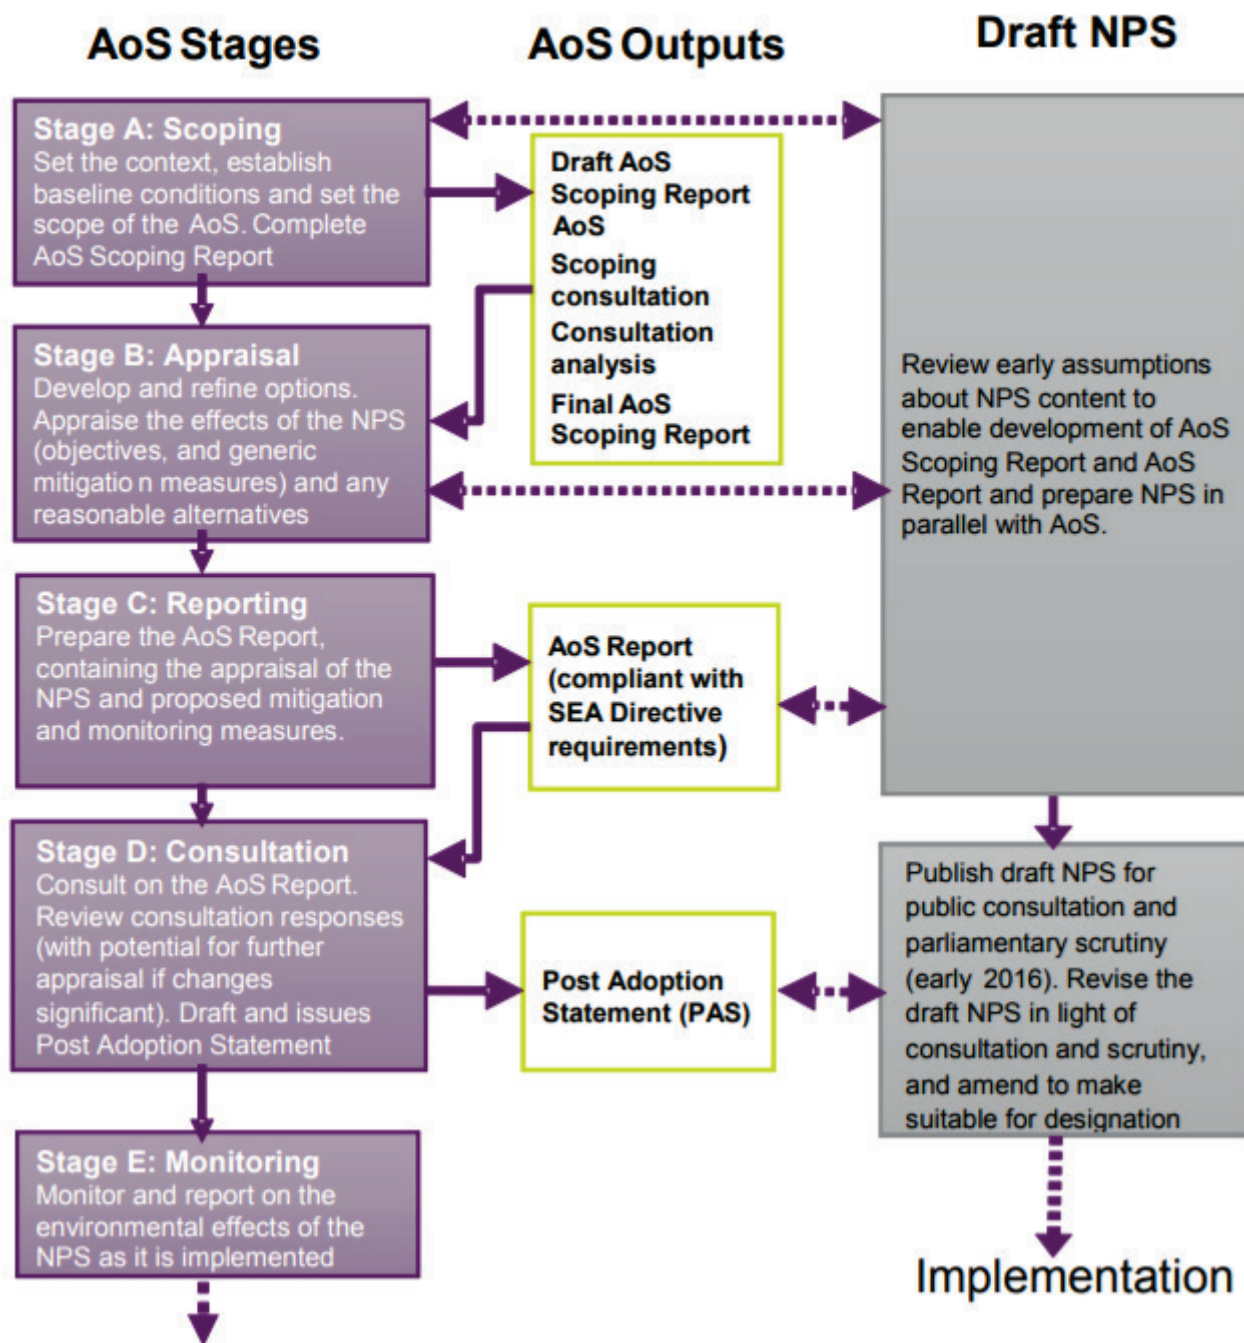 AoS Stages
AoS Outputs
Draft NPS
Stage A: Scoping
Set the context, establish
baseline conditions and set the
scope of the AoS. Complete
AoS Scoping Report
Draft AoS
Scoping Report
AoS
Scoping
consultation
Consultation
analysis
Final AoS
Scoping Report
Stage B: Appraisal
Develop and refine options.
Appraise the effects of the NPS
(objectives, and generic
mitigatio n measures) and any
reasonable alternatives
Review early assumptions
about NPS content to
enable development of AoS
Scoping Report and AoS
Report and prepare NPS in
parallel with AoS.
Stage C: Reporting
Prepare the AoS Report,
containing the appraisal of the
NPS and proposed mitigation
and monitoring measures.
AoS Report
(compliant with
SEA Directive
requirements)
Stage D: Consultation
Consult on the AoS Report.
Review consultation responses
(with potential for further
appraisal if changes
significant). Draft and issues
Post Adoption Statement
Post Adoption
Statement (PAS)
Publish draft NPS for
public consultation and
parliamentary scrutiny
(early 2016). Revise the
draft NPS in light of
consultation and scrutiny,
and amend to make
suitable for designation
Stage E: Monitoring
Monitor and report on the
environmental effects of the
NPS as it is implemented
Implementation